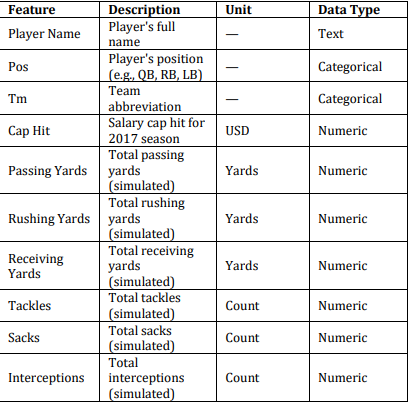 Feature Description Unit Data Type
Player Name Player's full name — Text
Pos Player's position (e.g., QB, RB, LB) — Categorical
Tm Team abbreviation — Categorical
Cap Hit Salary cap hit for 2017 season USD Numeric
Passing Yards Total passing yards (simulated) Yards Numeric
Rushing Yards Total rushing yards (simulated) Yards Numeric
Receiving Yards Total receiving yards (simulated) Yards Numeric
Tackles Total tackles (simulated) Count Numeric
Sacks Total sacks (simulated) Count Numeric
Interceptions Total interceptions (simulated) Count Numeric